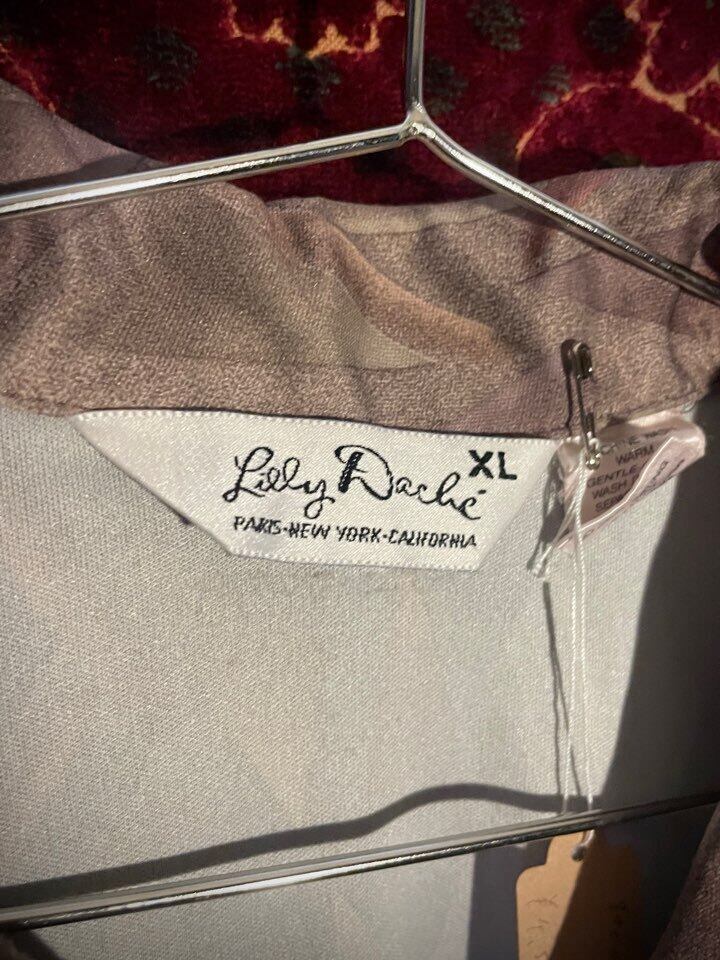 Lilly Daché XL
PARIS-NEW YORK-CALIFORNIA
WARM
GENTLE
WASH